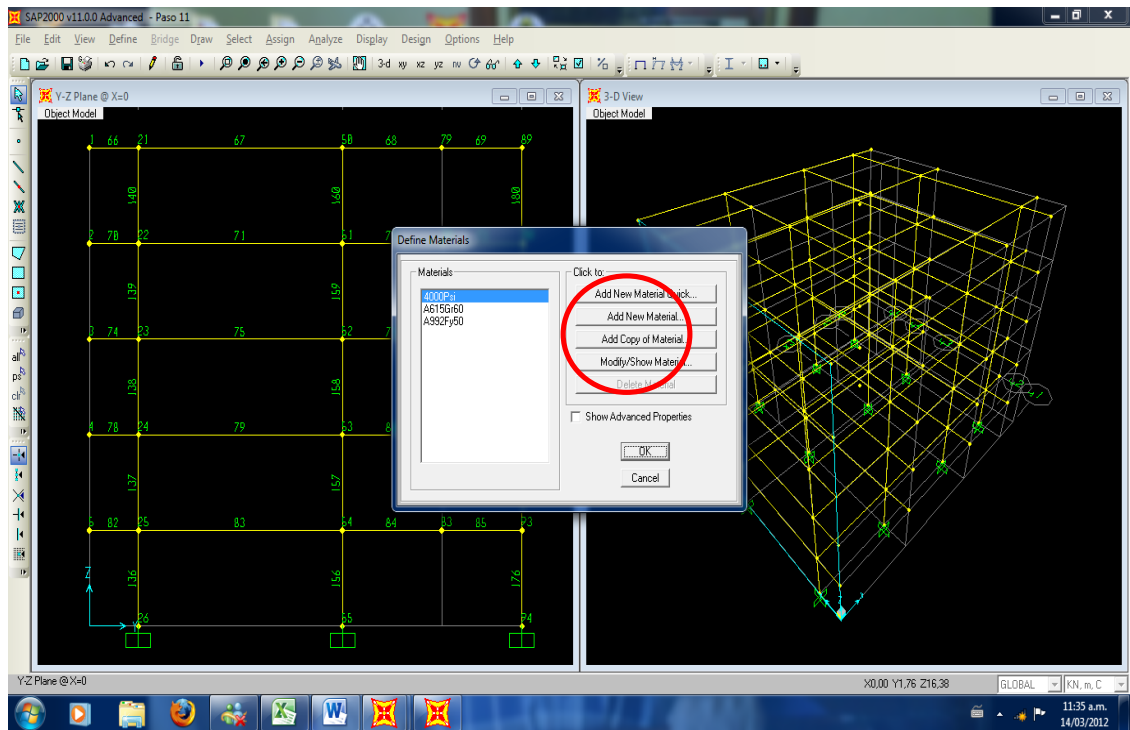 SAP2000 v11.0.0 Advanced - Paso 11
File Edit View Define Bridge Draw Select Assign Analyze Display Design Options Help
3-d xy xz yz nv
Y-Z Plane @ X=0
Object Model
1 66 21 67 50 68 79 69 89
140 160 180
2 70 22 71 51 7
139 159
3 74 23 75 52 7
138 158
4 78 24 79 53 8
137 157
5 82 25 83 54 84 83 85 93
Z
136 156 176
Y
26 55 94
3-D View
Object Model
Define Materials
Materials
4000Psi
A615Gr60
A992Fy50
Click to:
Add New Material Quick...
Add New Material...
Add Copy of Material...
Modify/Show Material...
Delete Material
Show Advanced Properties
OK
Cancel
all
ps
clr
Y-Z Plane @ X=0
X0,00 Y1,76 Z16,38
GLOBAL
KN, m, C
11:35 a.m.
14/03/2012